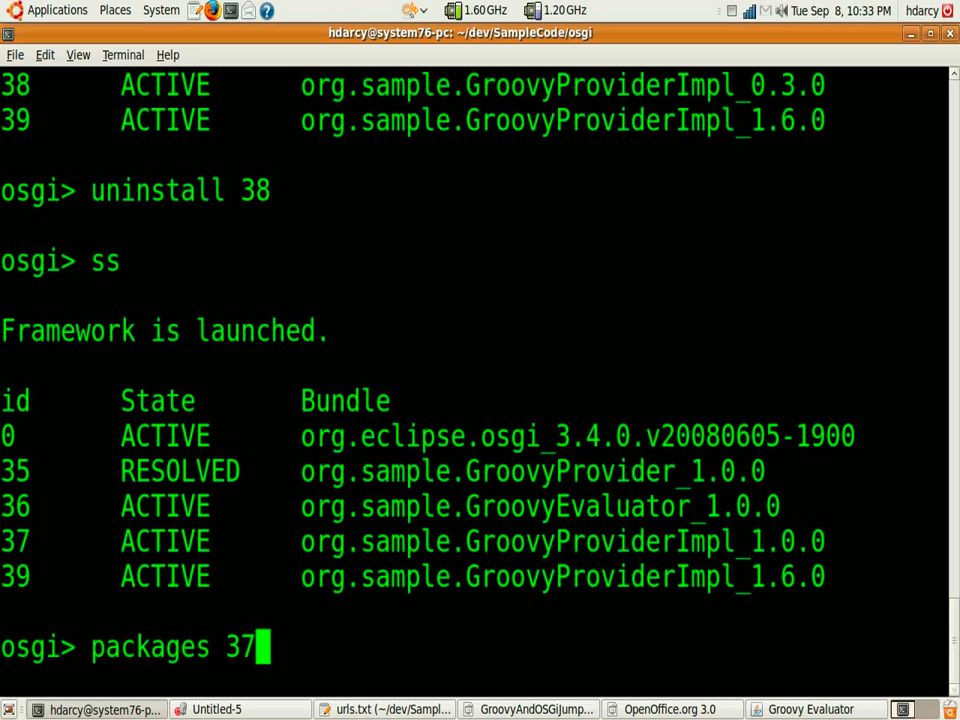 Applications Places System 1.60 GHz 1.20 GHz Tue Sep 8, 10:33 PM hdarcy
hdarcy@system76-pc: ~/dev/SampleCode/osgi
File Edit View Terminal Help
38 ACTIVE org.sample.GroovyProviderImpl_0.3.0
39 ACTIVE org.sample.GroovyProviderImpl_1.6.0
osgi> uninstall 38
osgi> ss
Framework is launched.
id State Bundle
0 ACTIVE org.eclipse.osgi_3.4.0.v20080605-1900
35 RESOLVED org.sample.GroovyProvider_1.0.0
36 ACTIVE org.sample.GroovyEvaluator_1.0.0
37 ACTIVE org.sample.GroovyProviderImpl_1.0.0
39 ACTIVE org.sample.GroovyProviderImpl_1.6.0
osgi> packages 37
hdarcy@system76-p... Untitled-5 urls.txt (~/dev/Sampl... GroovyAndOSGiJump... OpenOffice.org 3.0 Groovy Evaluator